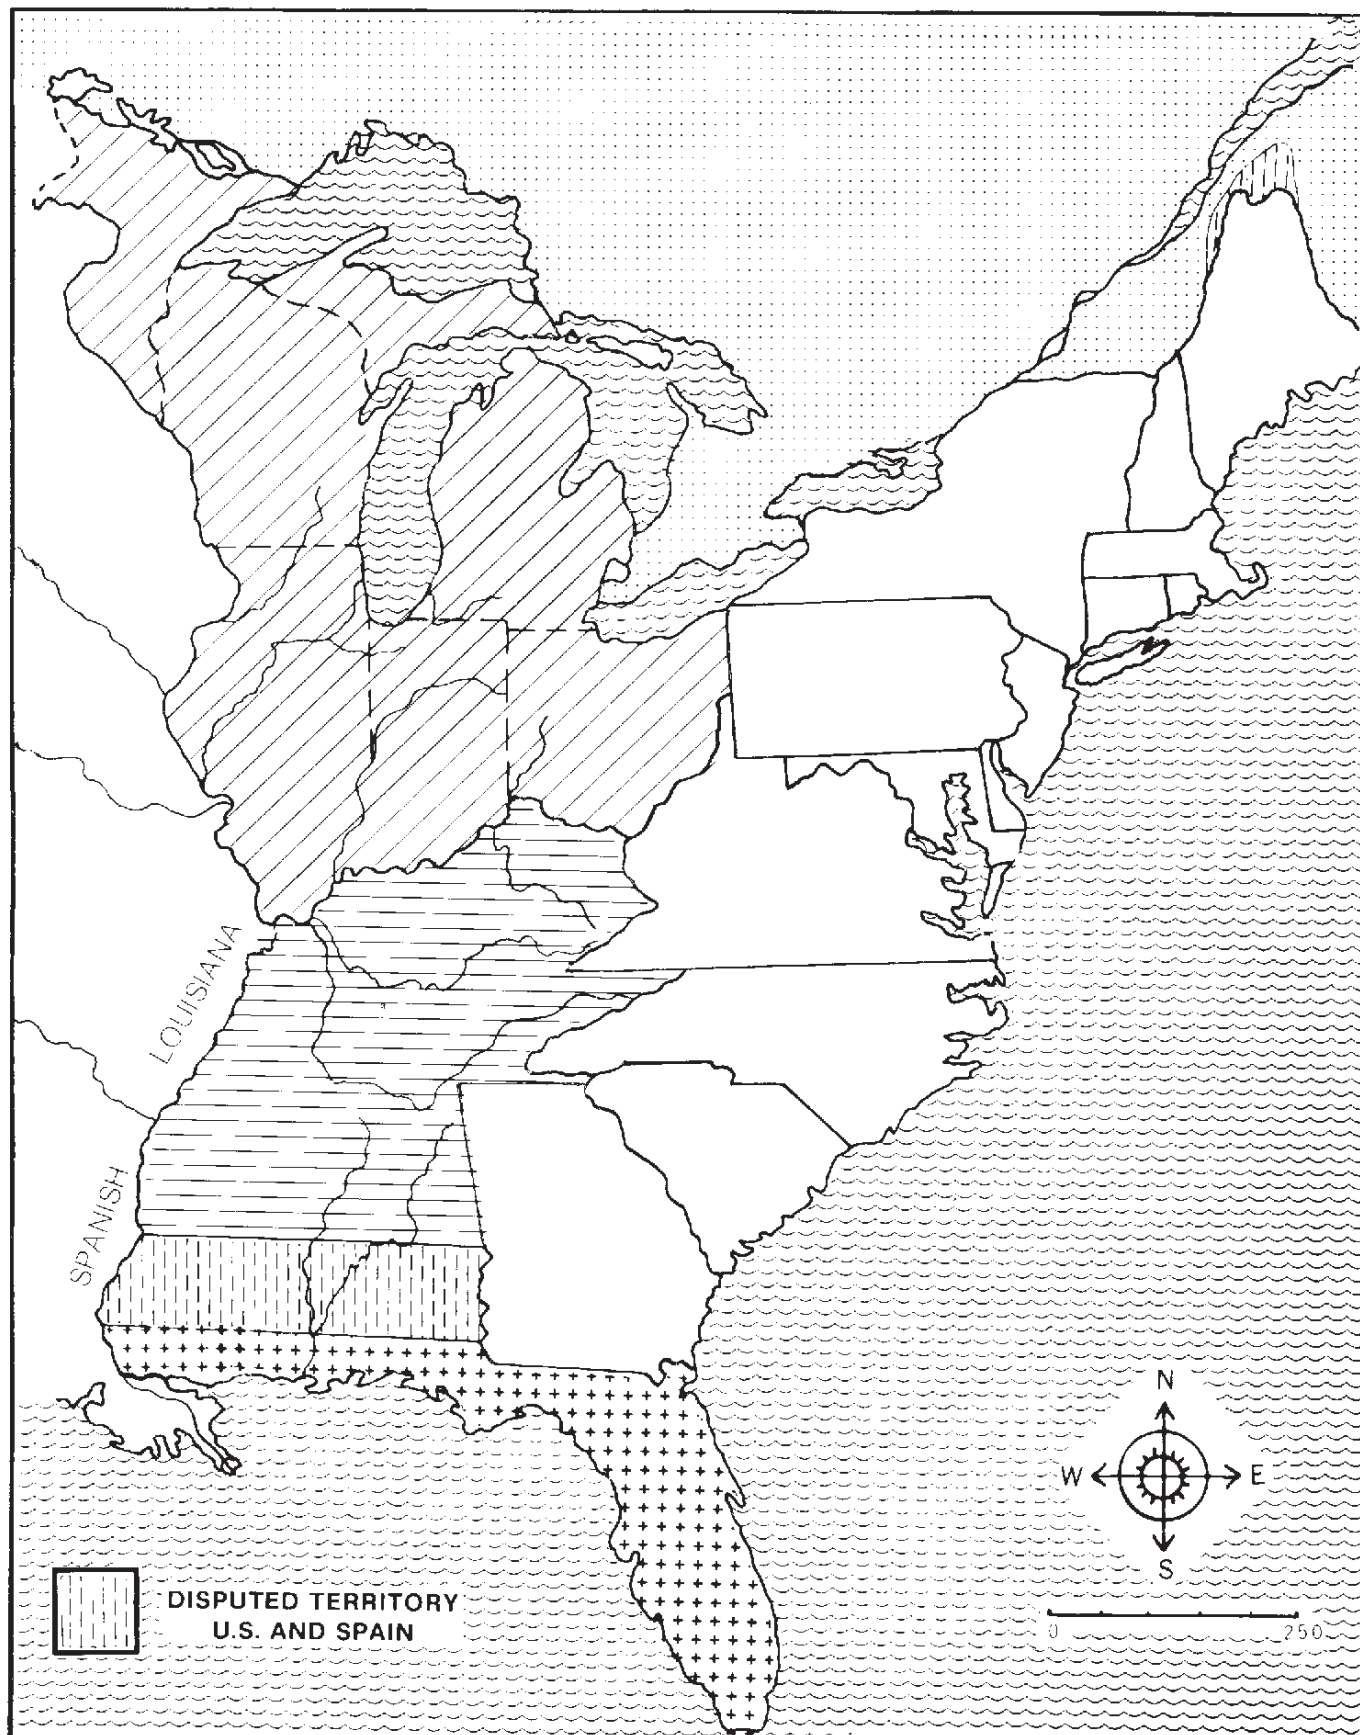 LOUISIANA
SPANISH
N
W E
S
DISPUTED TERRITORY
U.S. AND SPAIN
0 250